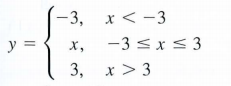 -3, x < -3
y = x, -3 ≤ x ≤ 3
3, x > 3